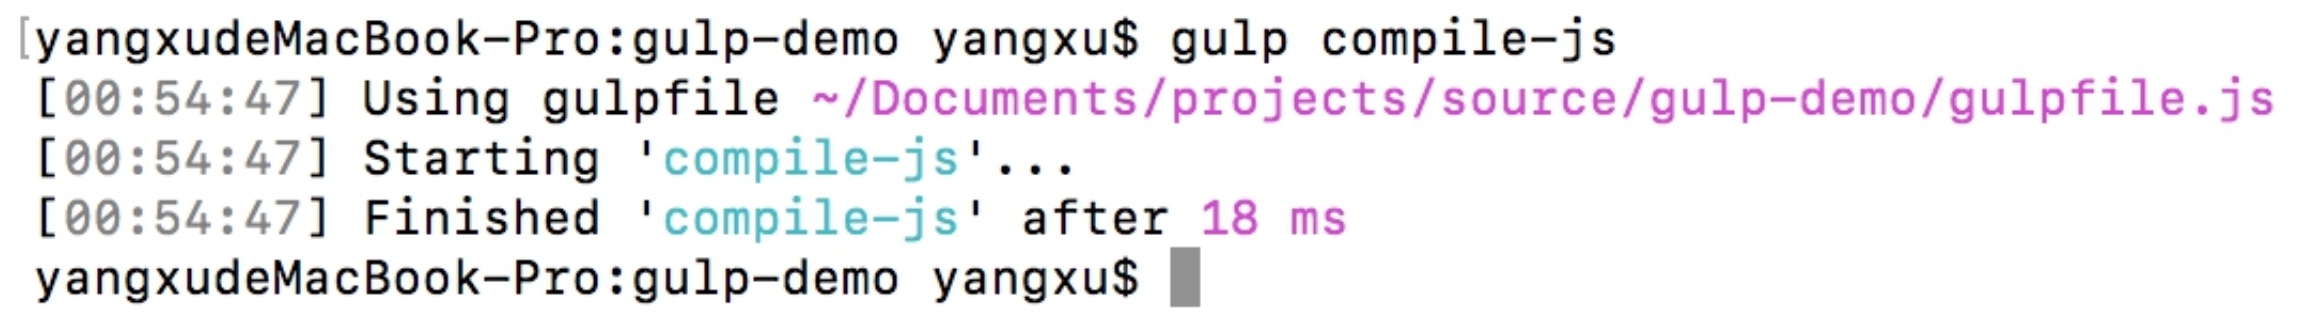 [yangxudeMacBook-Pro:gulp-demo yangxu$ gulp compile-js
[00:54:47] Using gulpfile ~/Documents/projects/source/gulp-demo/gulpfile.js
[00:54:47] Starting 'compile-js'...
[00:54:47] Finished 'compile-js' after 18 ms
yangxudeMacBook-Pro:gulp-demo yangxu$